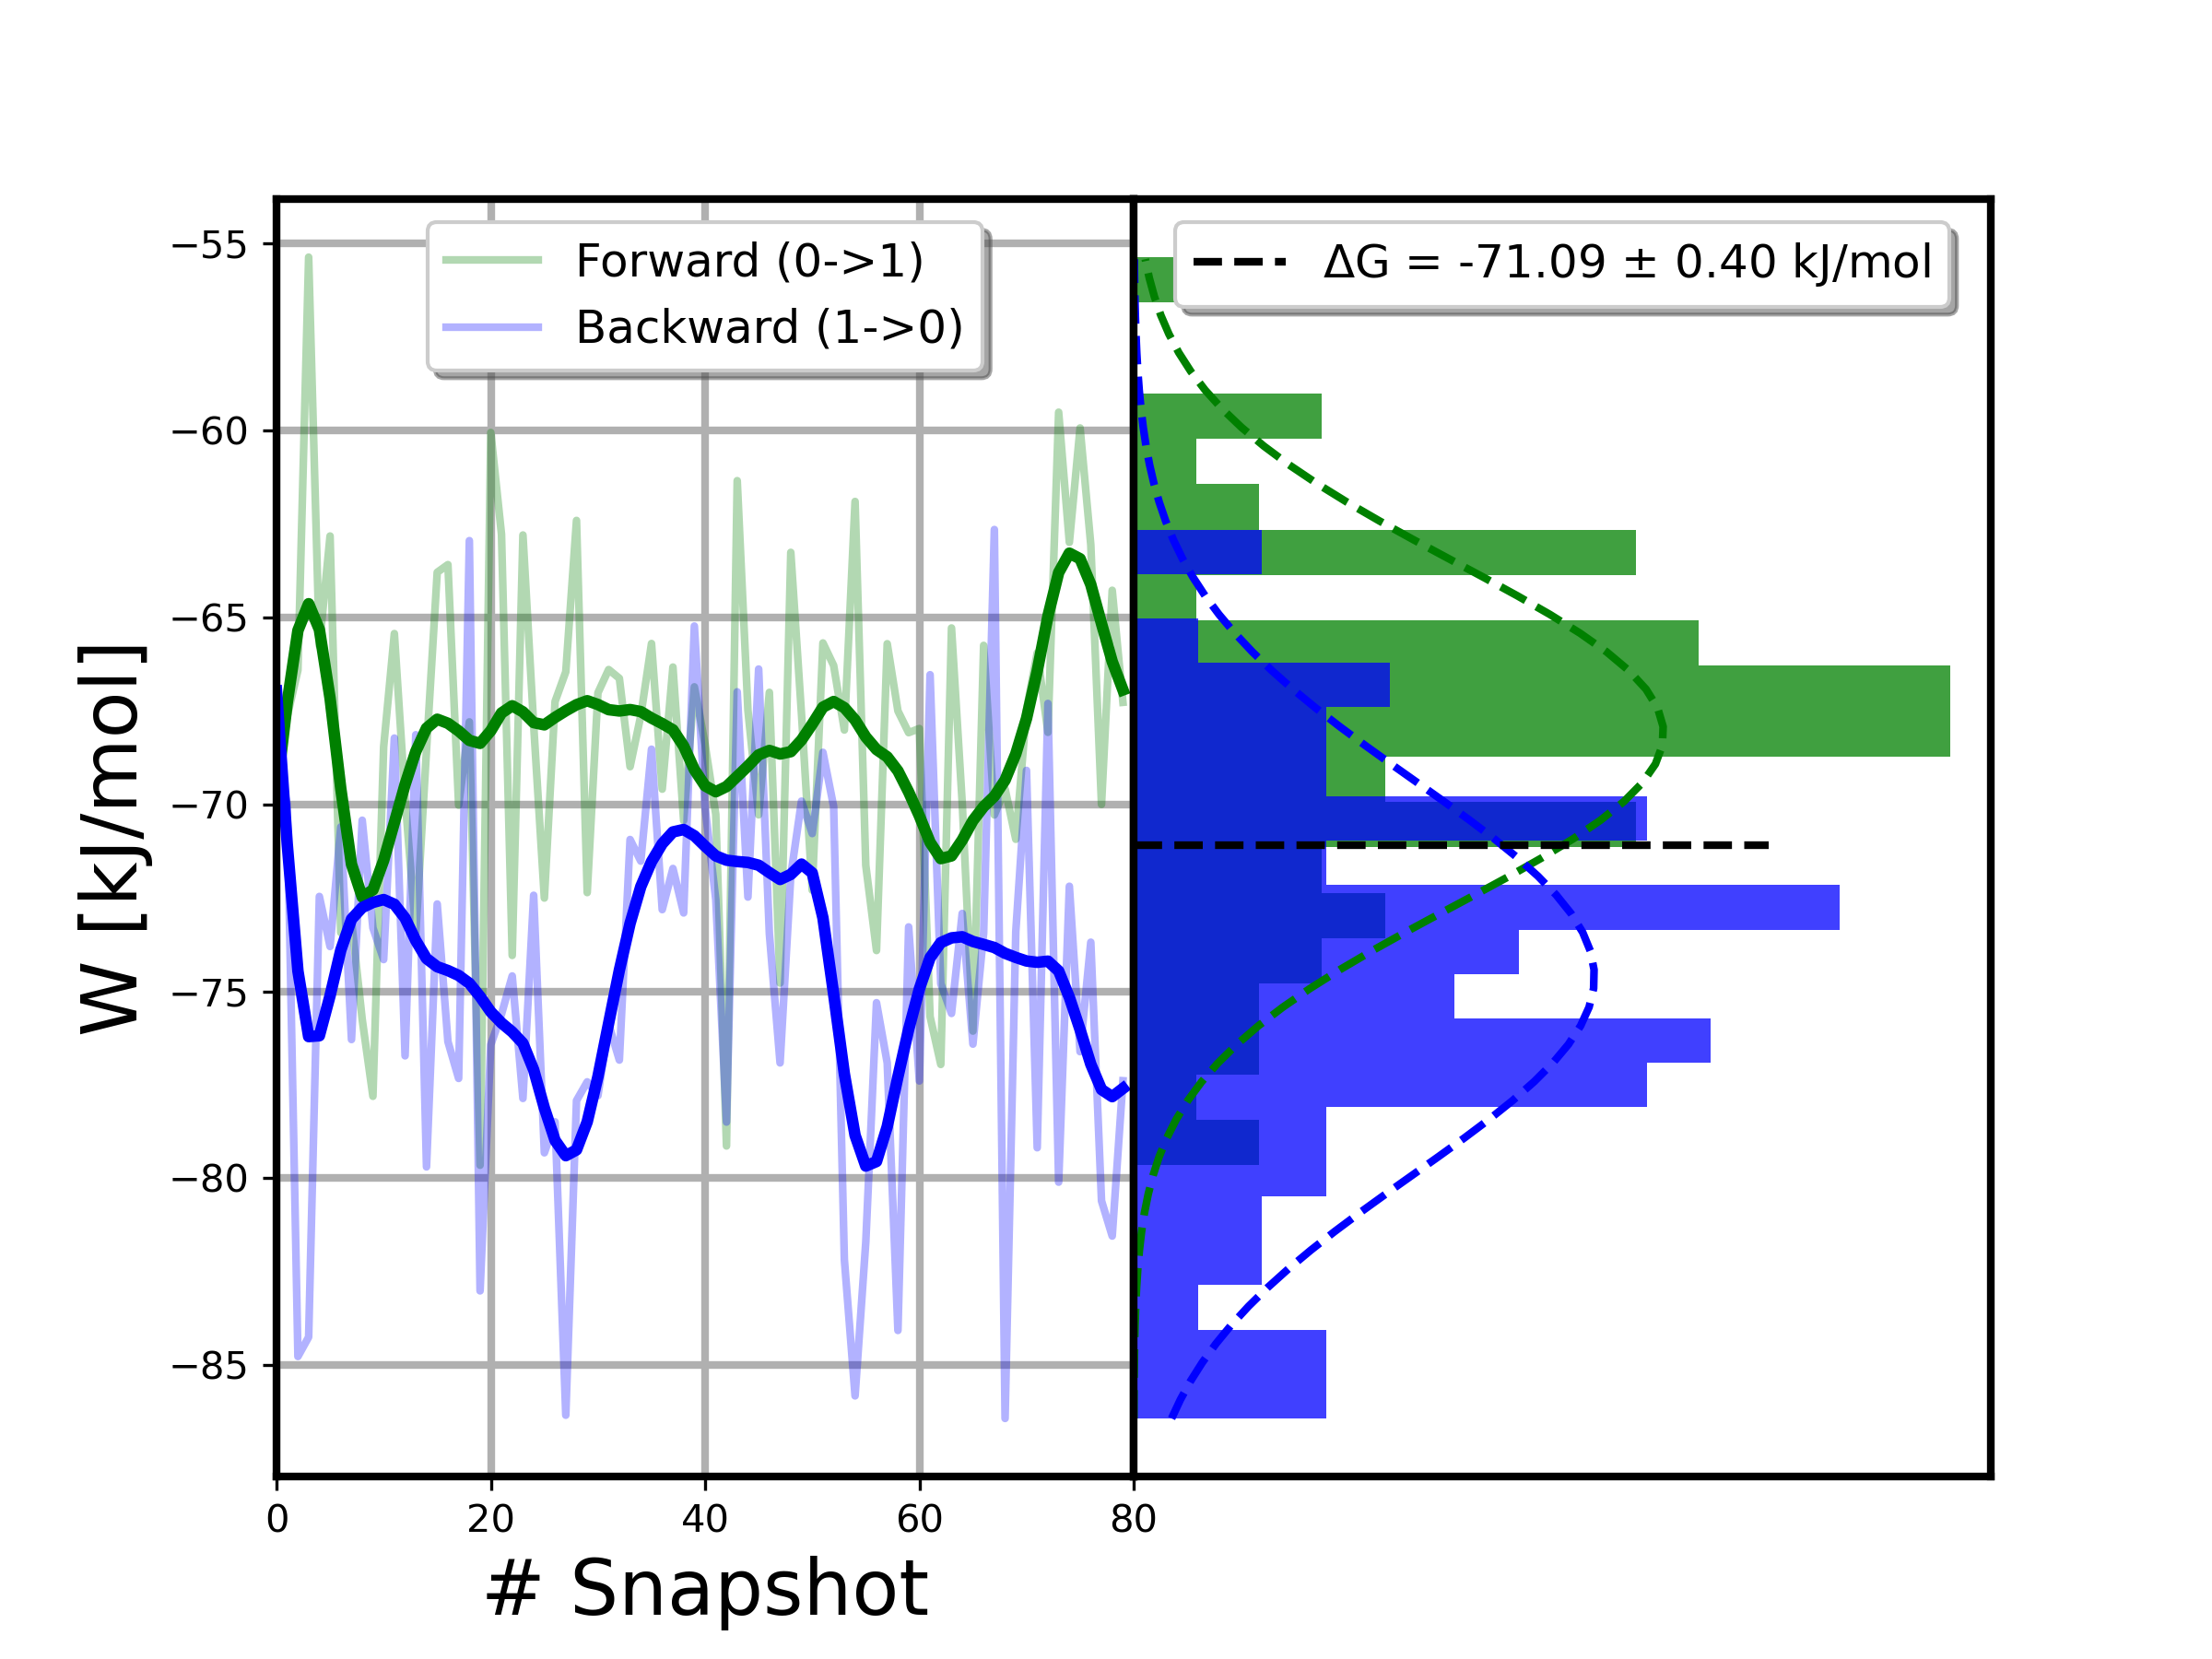 Forward (0->1)
Backward (1->0)
ΔG = -71.09 ± 0.40 kJ/mol
−55
−60
−65
−70
−75
−80
−85
W [kJ/mol]
0 20 40 60 80
# Snapshot